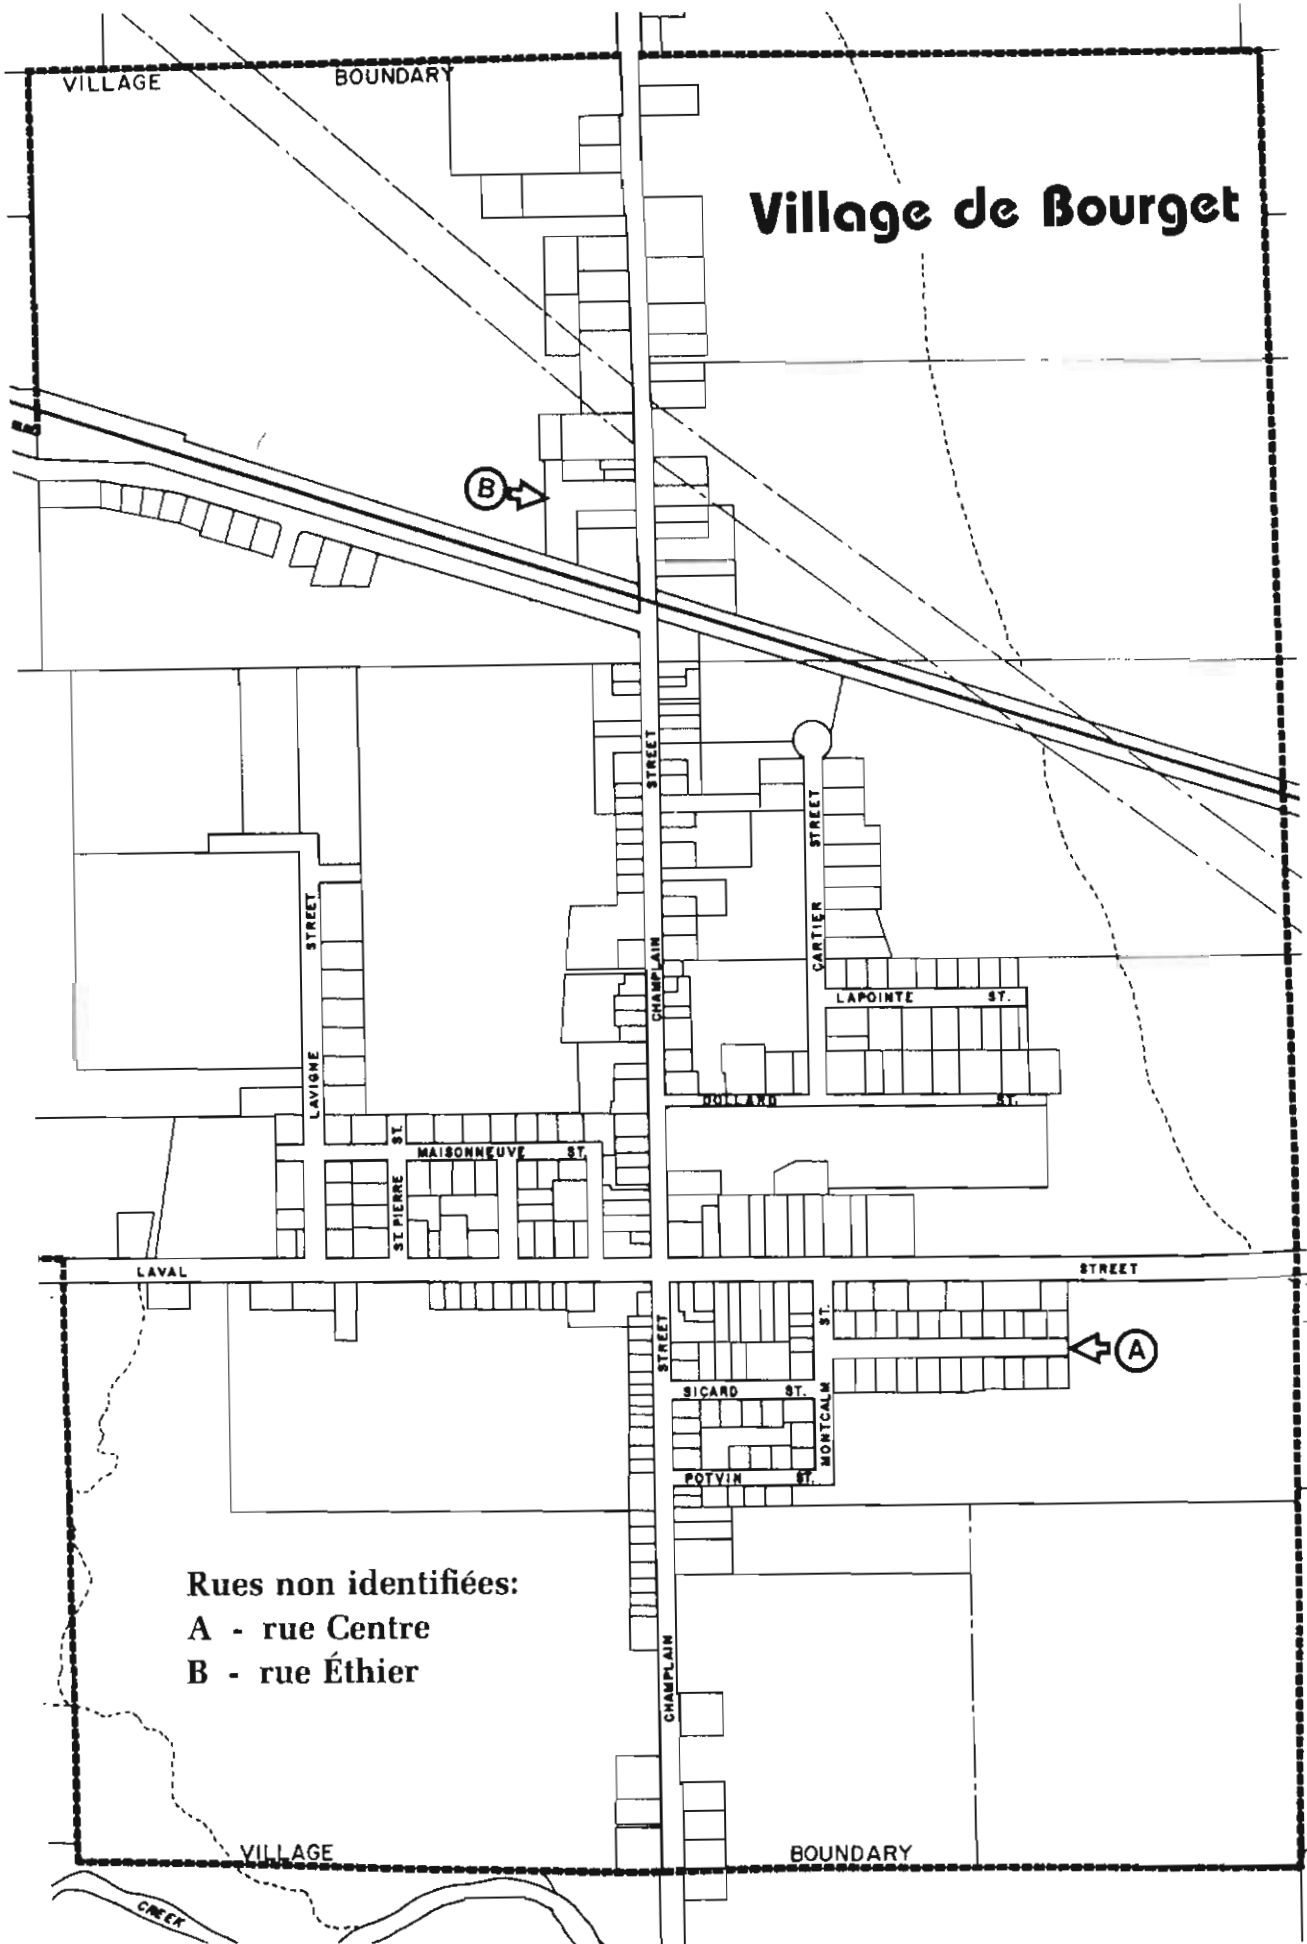 VILLAGE BOUNDARY
Village de Bourget
B
STREET
STREET
CARTIER
STREET
CHAMPLAIN
LAPOINTE ST.
LAVIGNE
DOLLARD ST.
ST.
MAISONNEUVE ST.
ST. PIERRE
LAVAL STREET
STREET
ST.
A
SICARD ST.
MONTCALM
POTVIN ST.
Rues non identifiées:
A - rue Centre
B - rue Éthier
CHAMPLAIN
VILLAGE BOUNDARY
CREEK